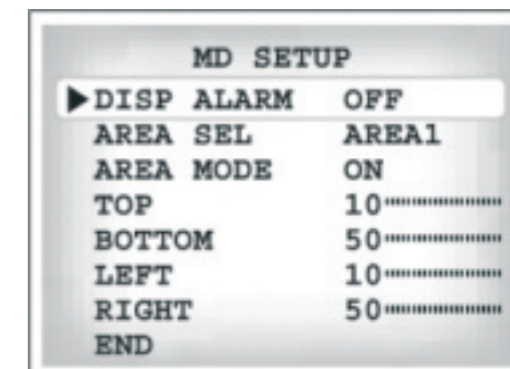 MD SETUP
▶DISP ALARM OFF
AREA SEL AREA1
AREA MODE ON
TOP 10
BOTTOM 50
LEFT 10
RIGHT 50
END